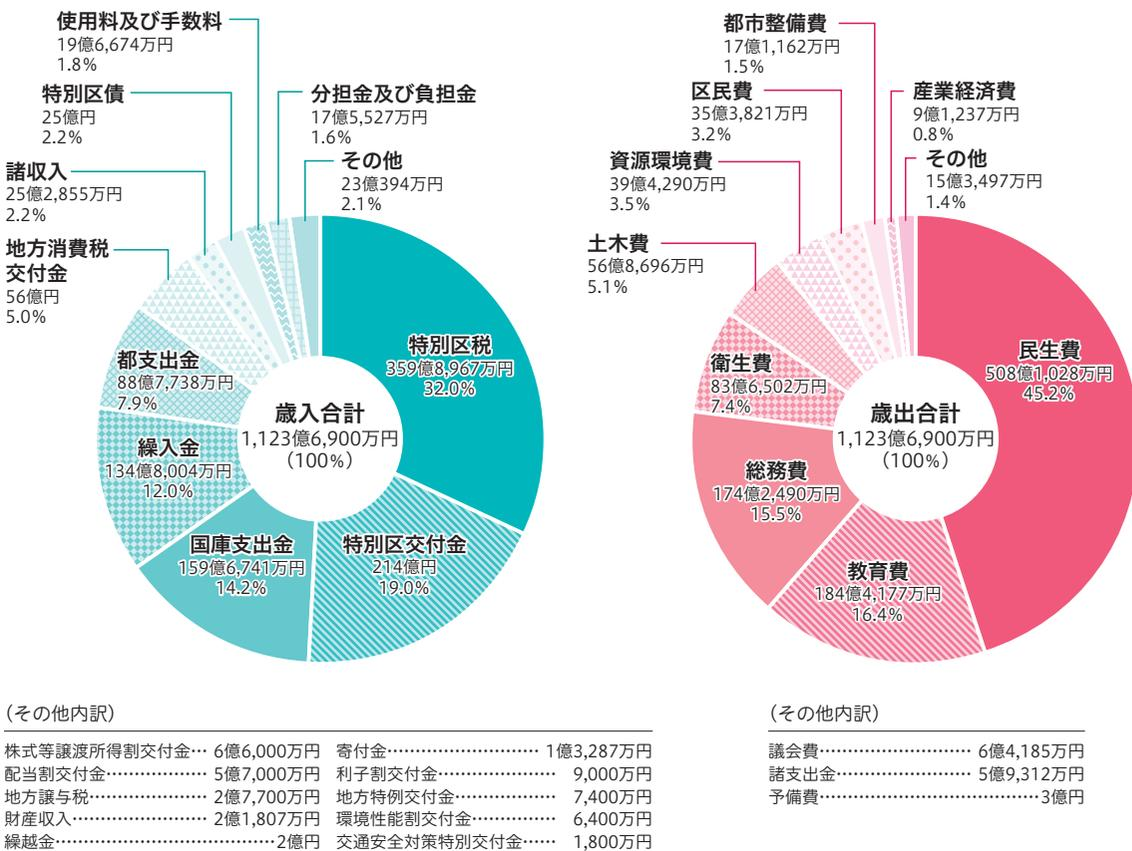 使用料及び手数料
19億6,674万円
1.8%
特別区債
25億円
2.2%
諸収入
25億2,855万円
2.2%
地方消費税
交付金
56億円
5.0%
分担金及び負担金
17億5,527万円
1.6%
その他
23億394万円
2.1%
特別区税
359億8,967万円
32.0%
都支出金
88億7,738万円
7.9%
繰入金
134億8,004万円
12.0%
国庫支出金
159億6,741万円
14.2%
特別区交付金
214億円
19.0%
歳入合計
1,123億6,900万円
(100%)
都市整備費
17億1,162万円
1.5%
区民費
35億3,821万円
3.2%
資源環境費
39億4,290万円
3.5%
土木費
56億8,696万円
5.1%
産業経済費
9億1,237万円
0.8%
その他
15億3,497万円
1.4%
民生費
508億1,028万円
45.2%
衛生費
83億6,502万円
7.4%
総務費
174億2,490万円
15.5%
教育費
184億4,177万円
16.4%
歳出合計
1,123億6,900万円
(100%)
(その他内訳)
株式等譲渡所得割交付金… 6億6,000万円
配当割交付金……………… 5億7,000万円
地方譲与税………………… 2億7,700万円
財産収入…………………… 2億1,807万円
繰越金………………………………2億円
寄付金…………………… 1億3,287万円
利子割交付金……………… 9,000万円
地方特例交付金…………… 7,400万円
環境性能割交付金………… 6,400万円
交通安全対策特別交付金…… 1,800万円
(その他内訳)
議会費…………………… 6億4,185万円
諸支出金………………… 5億9,312万円
予備費………………………………3億円